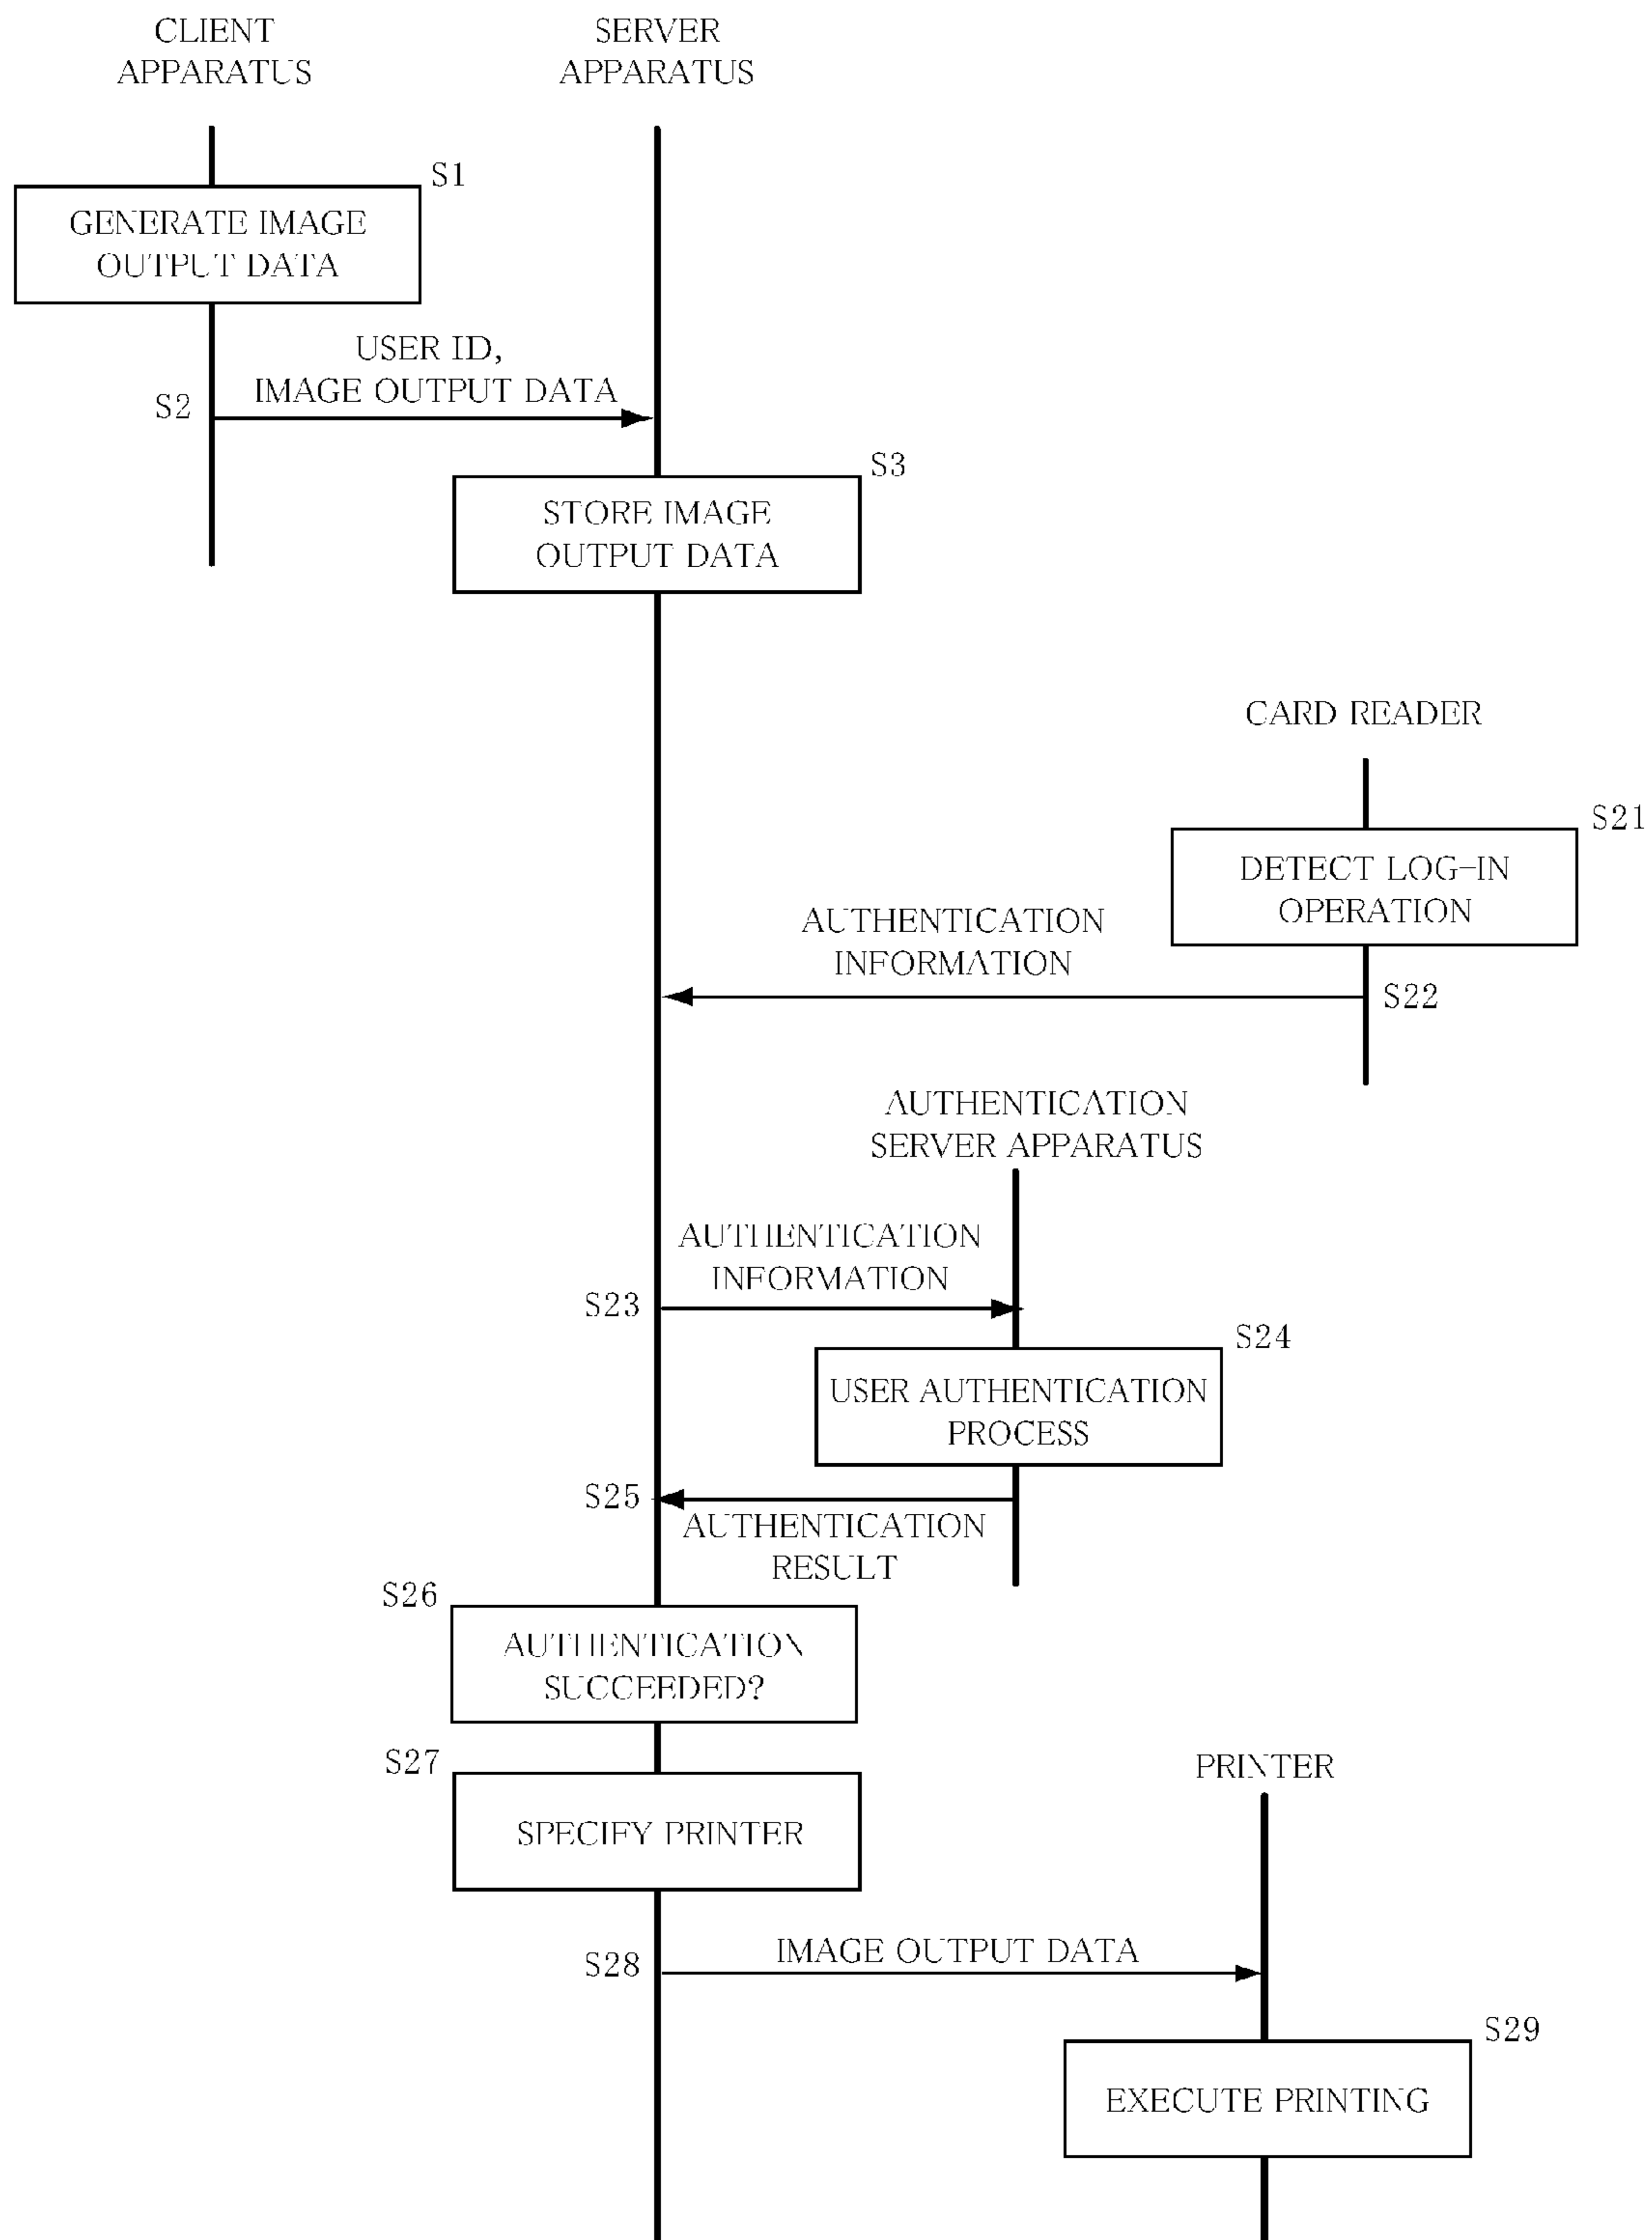 CLIENT
APPARATUS
SERVER
APPARATUS
S1
GENERATE IMAGE
OUTPUT DATA
USER ID,
IMAGE OUTPUT DATA
S2
S3
STORE IMAGE
OUTPUT DATA
CARD READER
S21
DETECT LOG-IN
OPERATION
AUTHENTICATION
INFORMATION
S22
AUTHENTICATION
SERVER APPARATUS
AUTHENTICATION
INFORMATION
S23
S24
USER AUTHENTICATION
PROCESS
S25
AUTHENTICATION
RESULT
S26
AUTHENTICATION
SUCCEEDED?
S27
PRINTER
SPECIFY PRINTER
IMAGE OUTPUT DATA
S28
S29
EXECUTE PRINTING